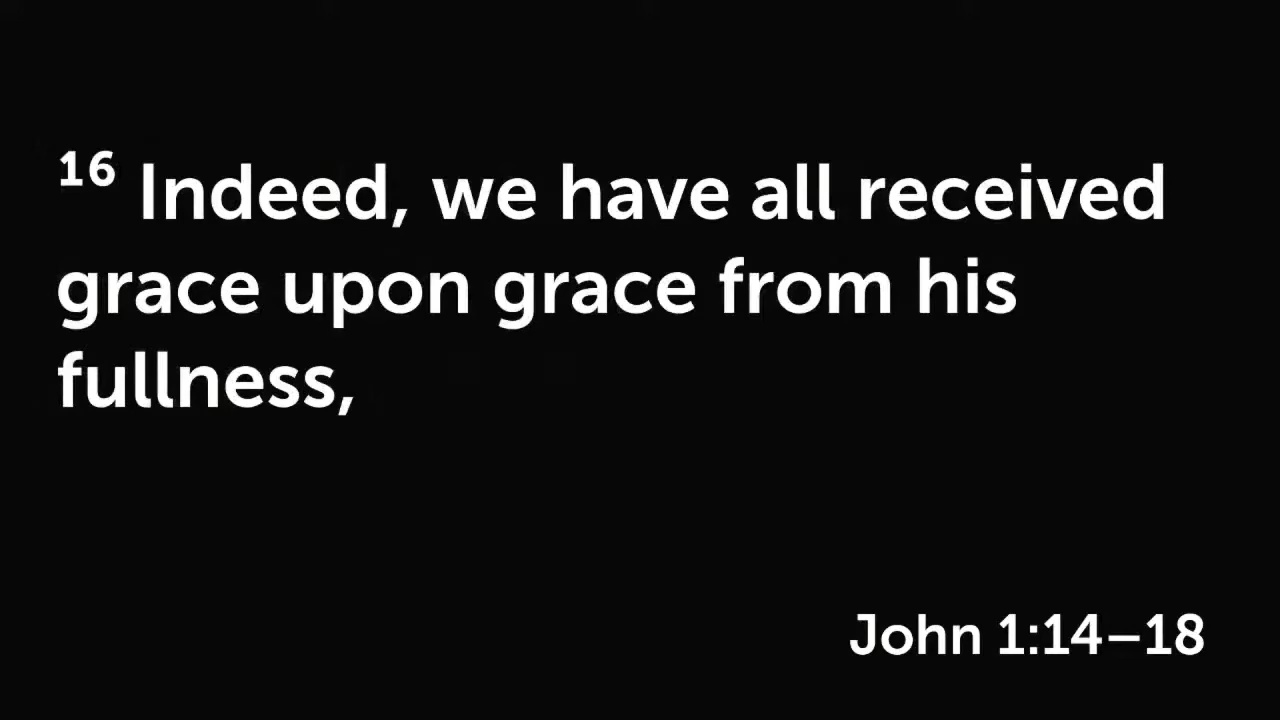 16 Indeed, we have all received
grace upon grace from his
fullness,
John 1:14–18